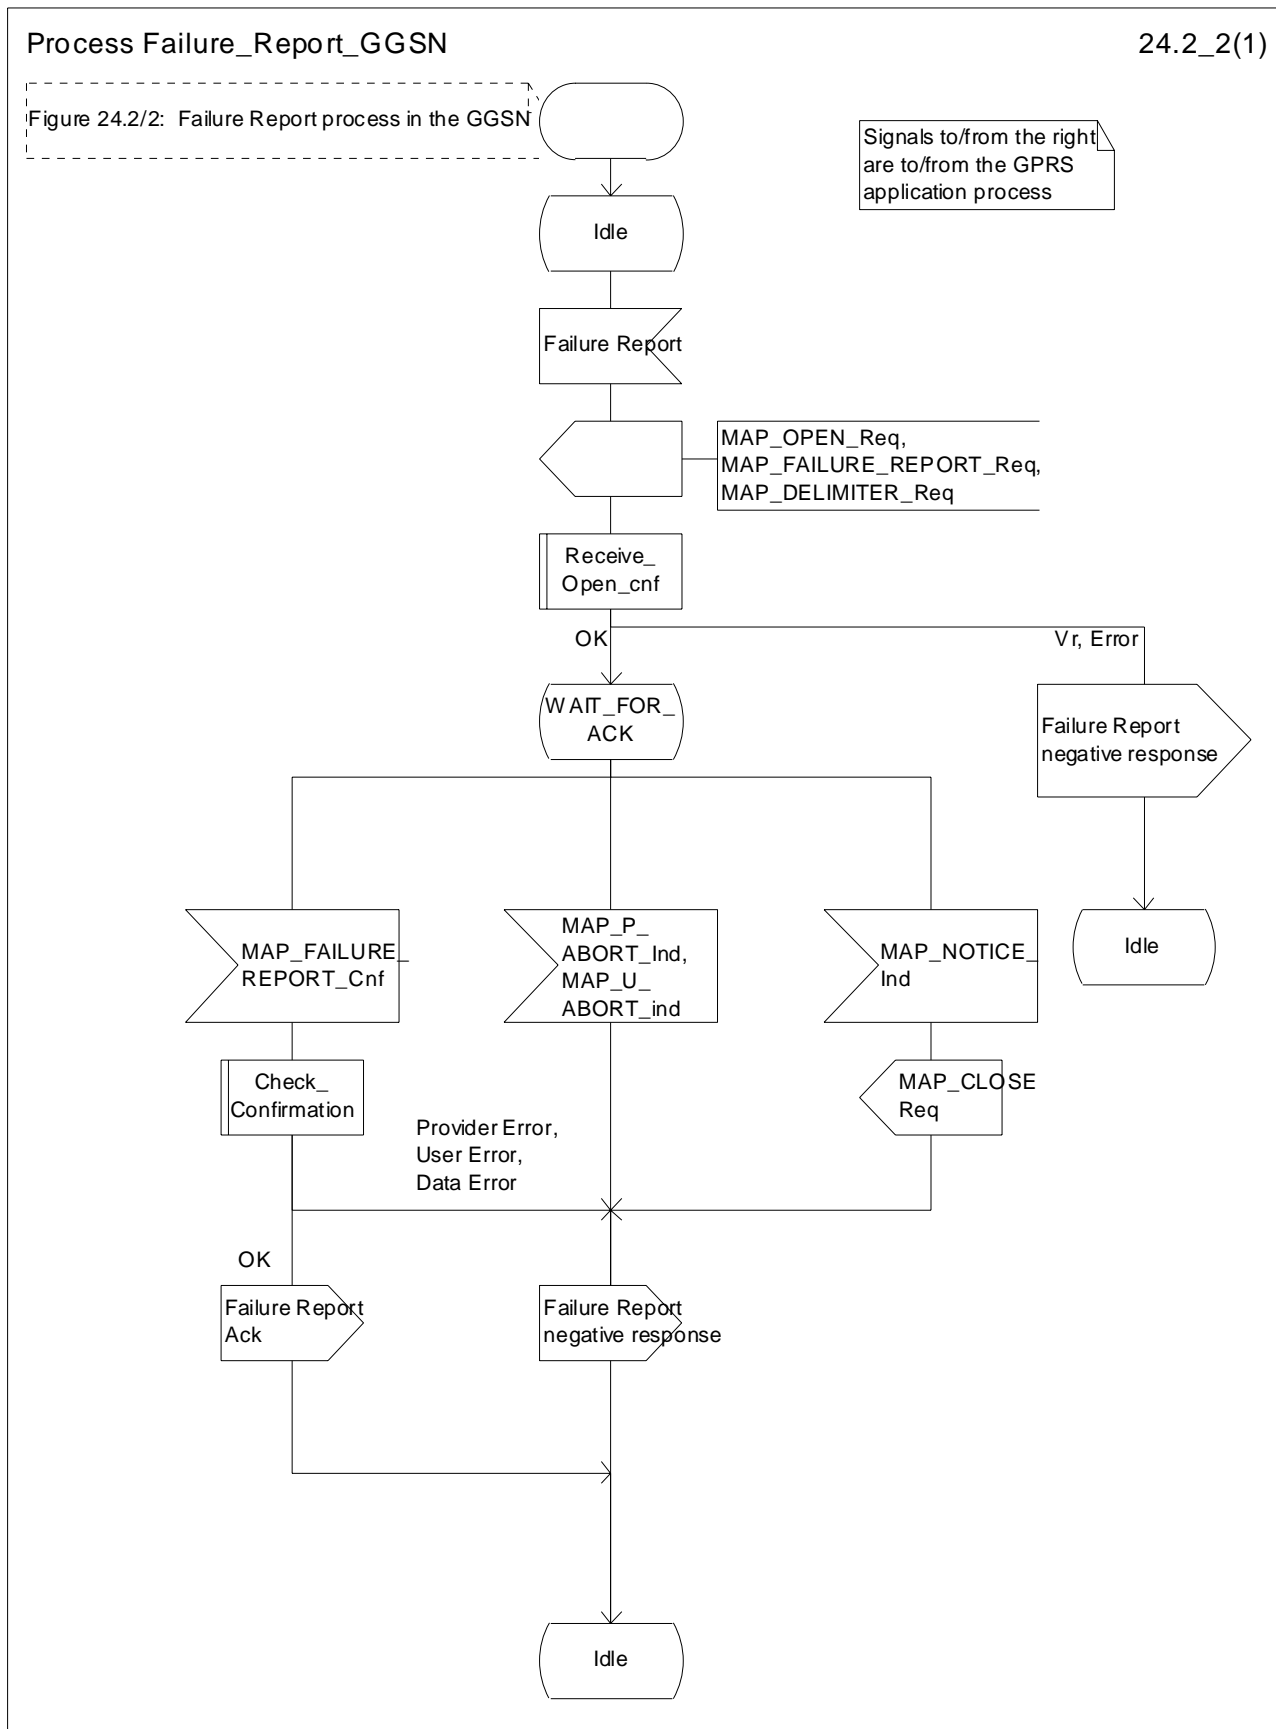 Process Failure_Report_GGSN
24.2_2(1)
Figure 24.2/2: Failure Report process in the GGSN
Signals to/from the right
are to/from the GPRS
application process
Idle
Failure Report
MAP_OPEN_Req,
MAP_FAILURE_REPORT_Req,
MAP_DELIMITER_Req
Receive_
Open_cnf
OK
Vr, Error
WAIT_FOR_
ACK
Failure Report
negative response
Idle
MAP_FAILURE_
REPORT_Cnf
MAP_P_
ABORT_Ind,
MAP_U_
ABORT_ind
MAP_NOTICE_
Ind
Check_
Confirmation
MAP_CLOSE
Req
Provider Error,
User Error,
Data Error
OK
Failure Report
Ack
Failure Report
negative response
Idle